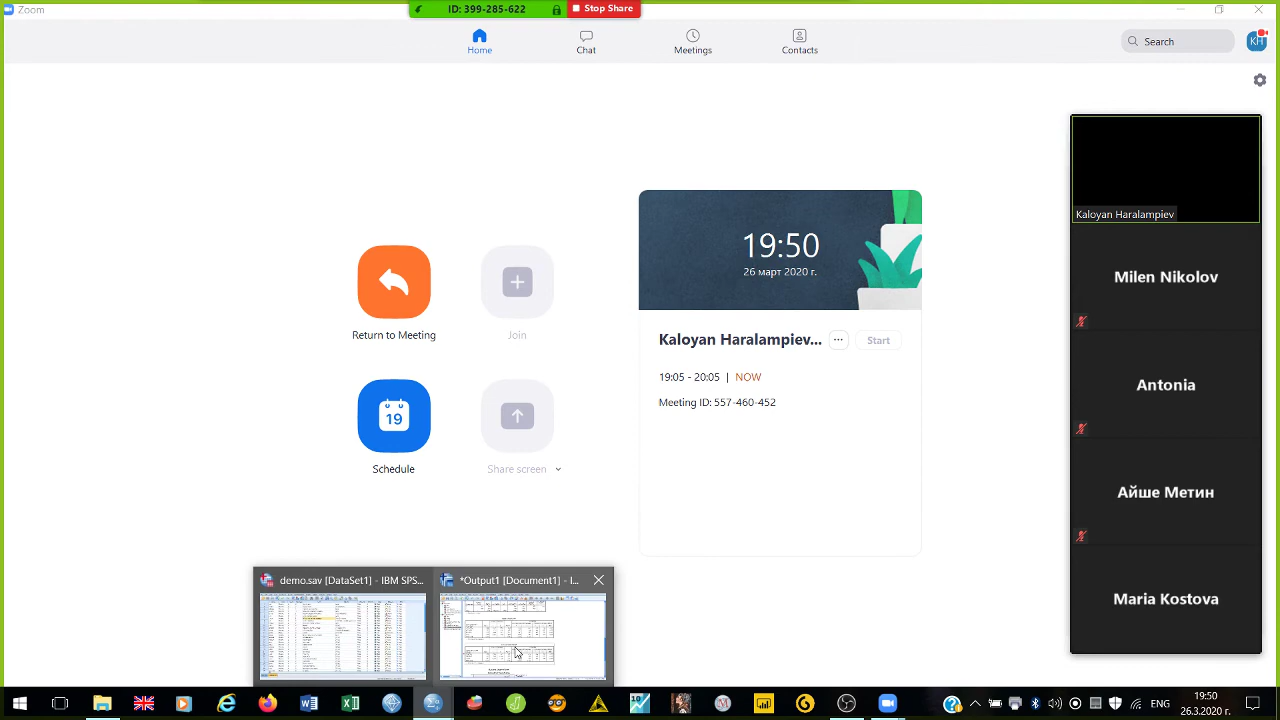 Zoom
ID: 399-285-622
Stop Share
Home
Chat
Meetings
Contacts
Search
KH
Kaloyan Haralampiev
Milen Nikolov
Antonia
Айше Метин
Maria Kostova
Return to Meeting
Join
19
Schedule
Share screen
19:50
26 март 2020 г.
Kaloyan Haralampiev...
Start
19:05 - 20:05 | NOW
Meeting ID: 557-460-452
demo.sav [DataSet1] - IBM SPS...
*Output1 [Document1] - I...
10
ENG
19:50
26.3.2020 г.